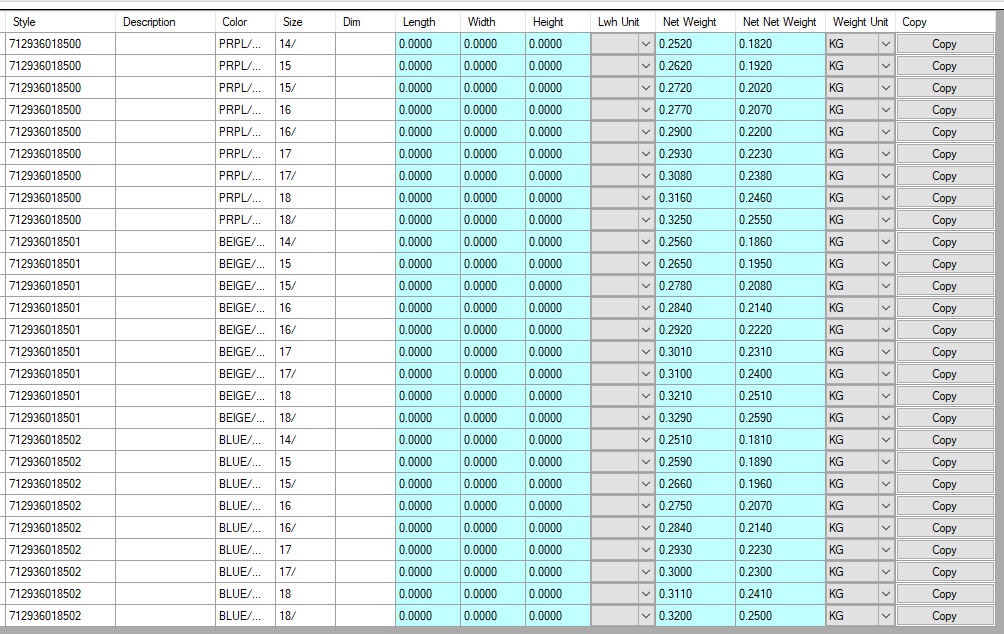 Style Description Color Size Dim Length Width Height Lwh Unit Net Weight Net Net Weight Weight Unit Copy
712936018500 PRPL/... 14/ 0.0000 0.0000 0.0000 0.2520 0.1820 KG Copy
712936018500 PRPL/... 15 0.0000 0.0000 0.0000 0.2620 0.1920 KG Copy
712936018500 PRPL/... 15/ 0.0000 0.0000 0.0000 0.2720 0.2020 KG Copy
712936018500 PRPL/... 16 0.0000 0.0000 0.0000 0.2770 0.2070 KG Copy
712936018500 PRPL/... 16/ 0.0000 0.0000 0.0000 0.2900 0.2200 KG Copy
712936018500 PRPL/... 17 0.0000 0.0000 0.0000 0.2930 0.2230 KG Copy
712936018500 PRPL/... 17/ 0.0000 0.0000 0.0000 0.3080 0.2380 KG Copy
712936018500 PRPL/... 18 0.0000 0.0000 0.0000 0.3160 0.2460 KG Copy
712936018500 PRPL/... 18/ 0.0000 0.0000 0.0000 0.3250 0.2550 KG Copy
712936018501 BEIGE/... 14/ 0.0000 0.0000 0.0000 0.2560 0.1860 KG Copy
712936018501 BEIGE/... 15 0.0000 0.0000 0.0000 0.2650 0.1950 KG Copy
712936018501 BEIGE/... 15/ 0.0000 0.0000 0.0000 0.2780 0.2080 KG Copy
712936018501 BEIGE/... 16 0.0000 0.0000 0.0000 0.2840 0.2140 KG Copy
712936018501 BEIGE/... 16/ 0.0000 0.0000 0.0000 0.2920 0.2220 KG Copy
712936018501 BEIGE/... 17 0.0000 0.0000 0.0000 0.3010 0.2310 KG Copy
712936018501 BEIGE/... 17/ 0.0000 0.0000 0.0000 0.3100 0.2400 KG Copy
712936018501 BEIGE/... 18 0.0000 0.0000 0.0000 0.3210 0.2510 KG Copy
712936018501 BEIGE/... 18/ 0.0000 0.0000 0.0000 0.3290 0.2590 KG Copy
712936018502 BLUE/... 14/ 0.0000 0.0000 0.0000 0.2510 0.1810 KG Copy
712936018502 BLUE/... 15 0.0000 0.0000 0.0000 0.2590 0.1890 KG Copy
712936018502 BLUE/... 15/ 0.0000 0.0000 0.0000 0.2660 0.1960 KG Copy
712936018502 BLUE/... 16 0.0000 0.0000 0.0000 0.2750 0.2070 KG Copy
712936018502 BLUE/... 16/ 0.0000 0.0000 0.0000 0.2840 0.2140 KG Copy
712936018502 BLUE/... 17 0.0000 0.0000 0.0000 0.2930 0.2230 KG Copy
712936018502 BLUE/... 17/ 0.0000 0.0000 0.0000 0.3000 0.2300 KG Copy
712936018502 BLUE/... 18 0.0000 0.0000 0.0000 0.3110 0.2410 KG Copy
712936018502 BLUE/... 18/ 0.0000 0.0000 0.0000 0.3200 0.2500 KG Copy